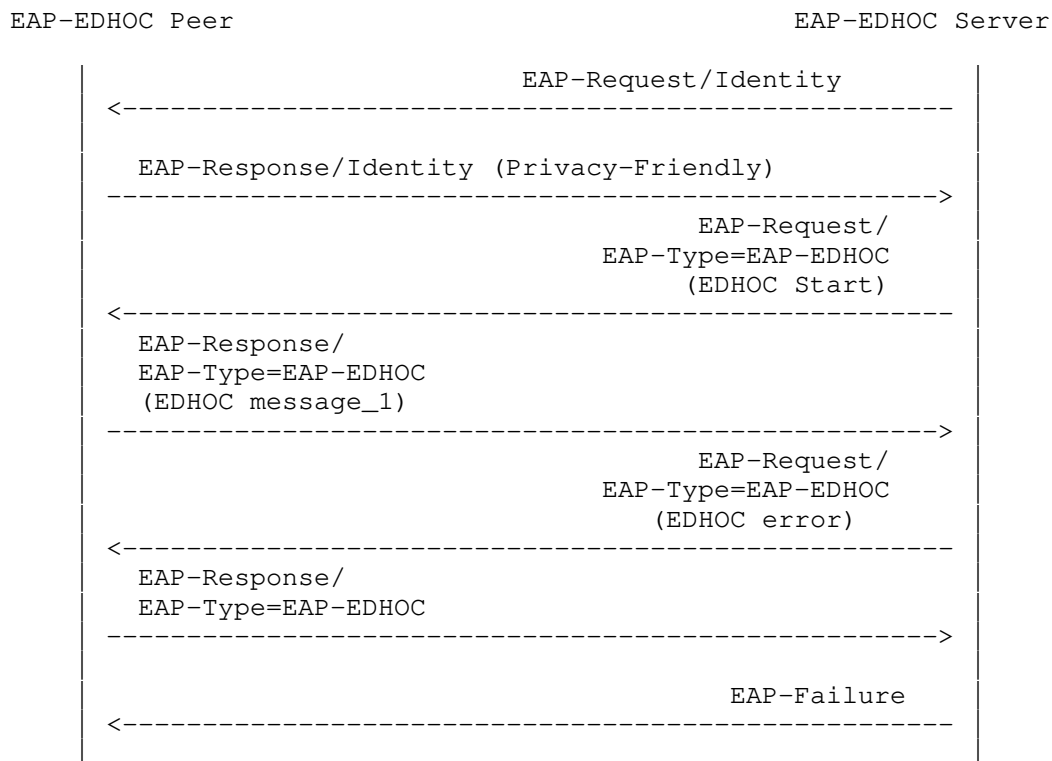 EAP-EDHOC Peer EAP-EDHOC Server
EAP-Request/Identity
EAP-Response/Identity (Privacy-Friendly)
EAP-Request/
EAP-Type=EAP-EDHOC
(EDHOC Start)
EAP-Response/
EAP-Type=EAP-EDHOC
(EDHOC message_1)
EAP-Request/
EAP-Type=EAP-EDHOC
(EDHOC error)
EAP-Response/
EAP-Type=EAP-EDHOC
EAP-Failure